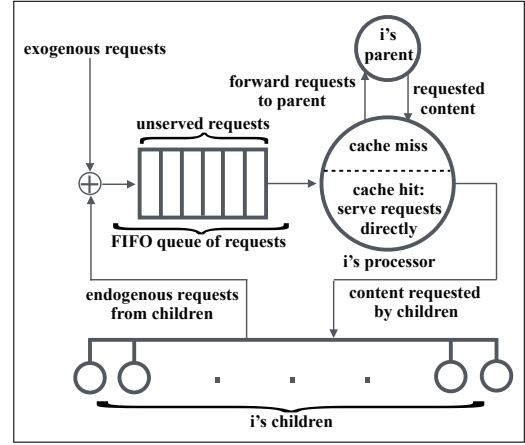 exogenous requests
i's
parent
forward requests
to parent
requested
content
unserved requests
cache miss
cache hit:
serve requests
directly
FIFO queue of requests
i's processor
endogenous requests
from children
content requested
by children
i's children